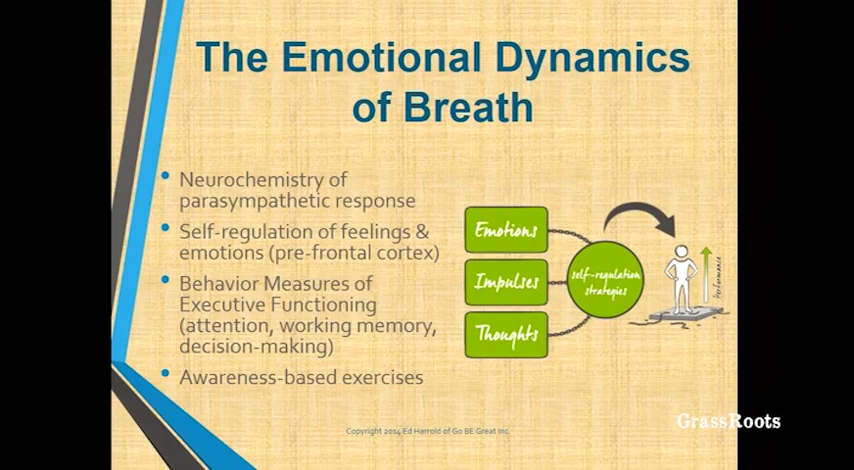 The Emotional Dynamics
of Breath
Neurochemistry of
parasympathetic response
Self-regulation of feelings &
emotions (pre-frontal cortex)
Behavior Measures of
Executive Functioning
(attention, working memory,
decision-making)
Awareness-based exercises
Emotions
Impulses
Thoughts
self-regulation
strategies
Performance
Copyright 2014 Ed Harrold of Go BE Great Inc.
GrassRoots